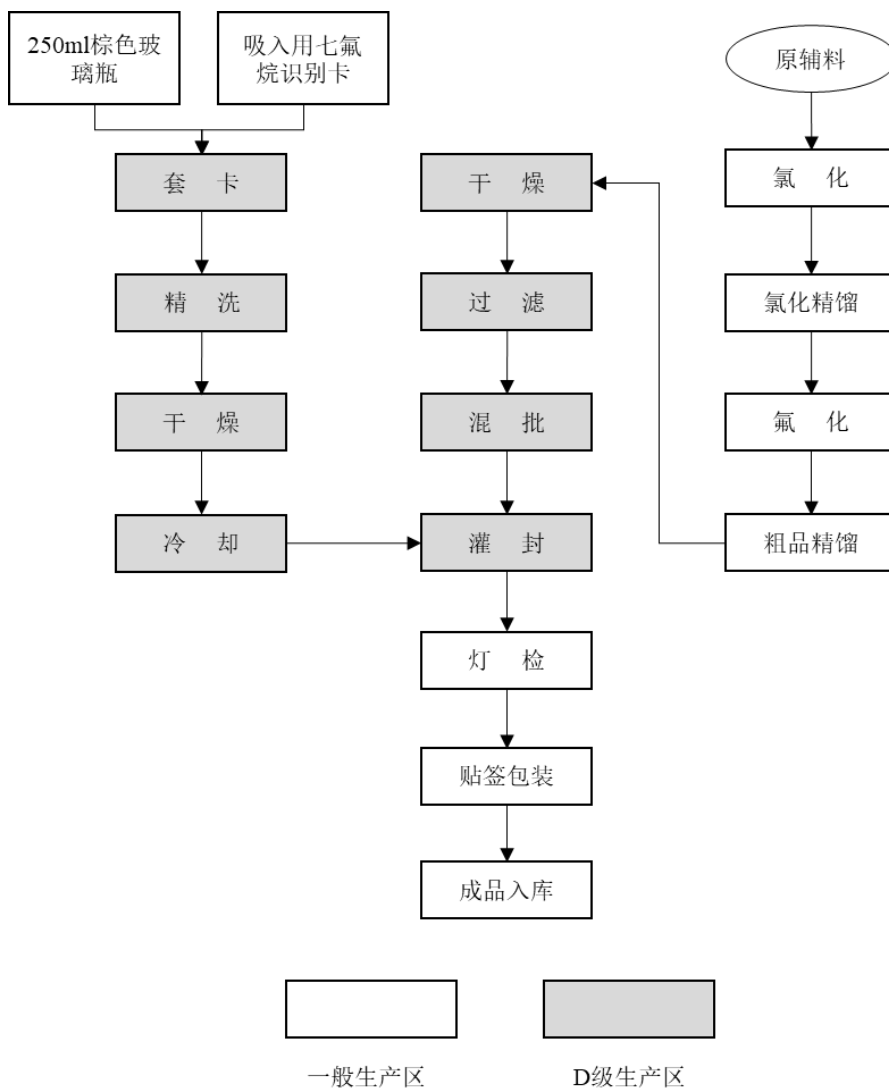 250ml棕色玻
璃瓶
吸入用七氟
烷识别卡
原辅料
套 卡
干 燥
氯 化
精 洗
过 滤
氯化精馏
干 燥
混 批
氟 化
冷 却
灌 封
粗品精馏
灯 检
贴签包装
成品入库
一般生产区
D级生产区